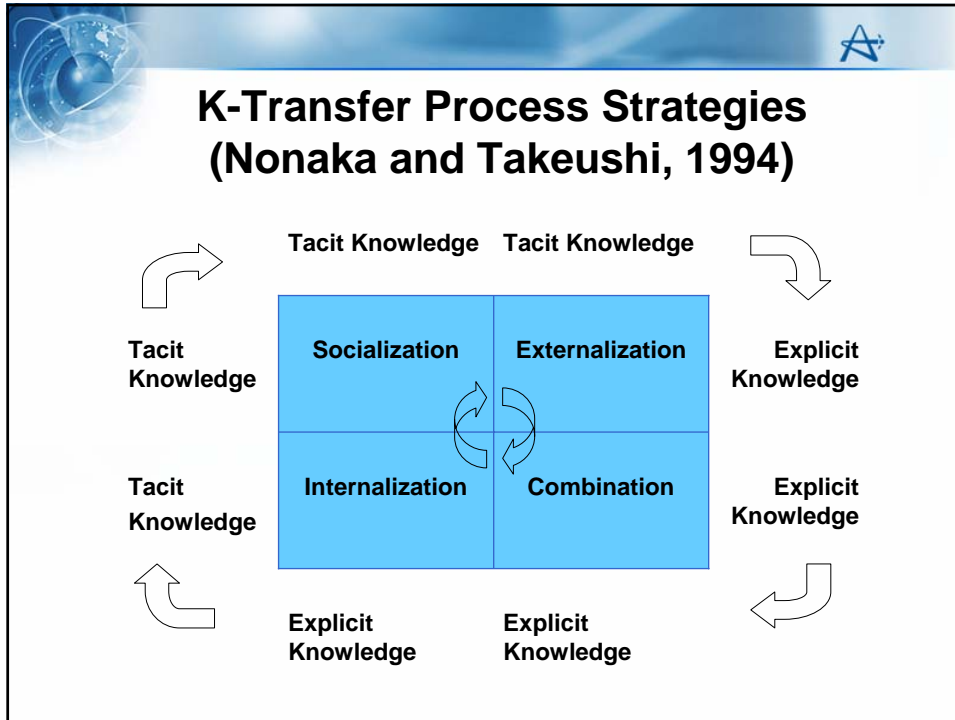 K-Transfer Process Strategies
(Nonaka and Takeushi, 1994)
Tacit Knowledge Tacit Knowledge
Tacit
Knowledge
Socialization
Externalization
Explicit
Knowledge
Tacit
Knowledge
Internalization
Combination
Explicit
Knowledge
Explicit
Knowledge
Explicit
Knowledge